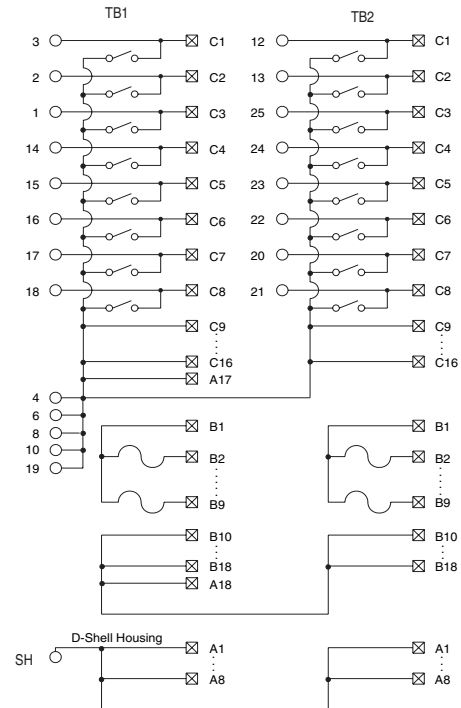 TB1 TB2
3 C1 12 C1
2 C2 13 C2
1 C3 25 C3
14 C4 24 C4
15 C5 23 C5
16 C6 22 C6
17 C7 20 C7
18 C8 21 C8
C9 C9
C16 C16
A17
4
6
8
10
19
B1 B1
B2 B2
B9 B9
B10 B10
B18 B18
A18
D-Shell Housing
SH A1 A1
A8 A8